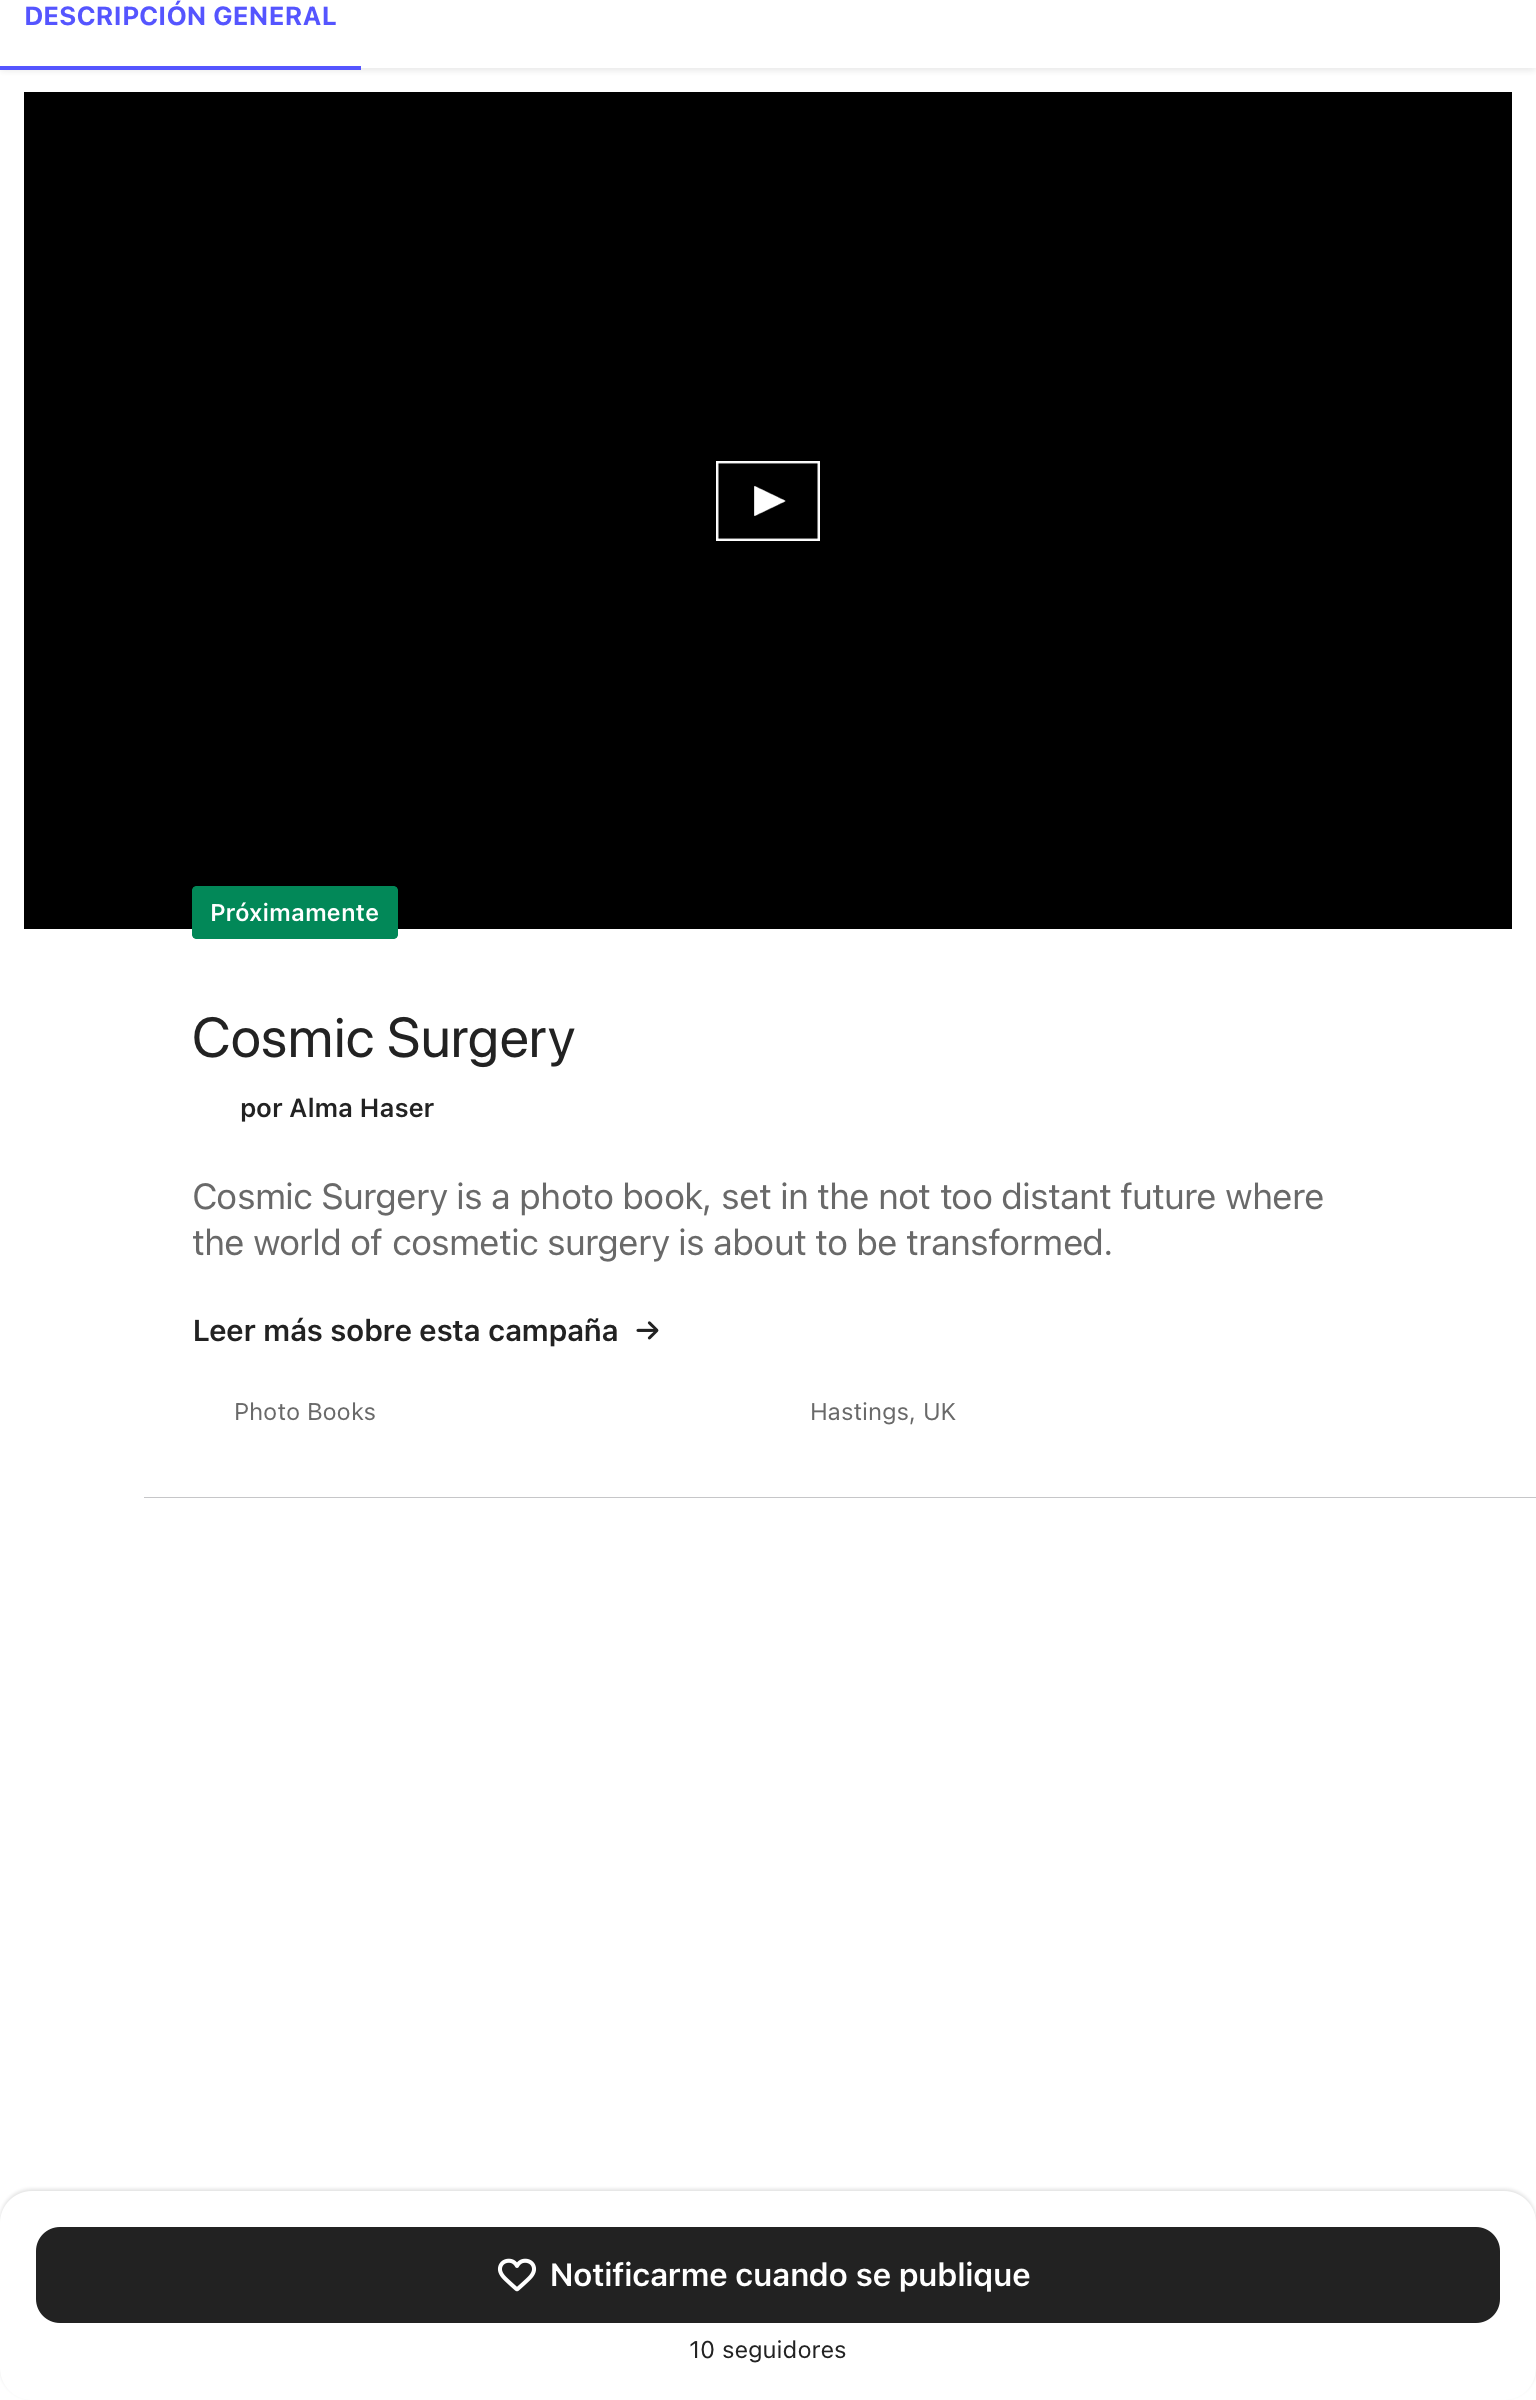 DESCRIPCIÓN GENERAL
Próximamente
Cosmic Surgery
por Alma Haser
Cosmic Surgery is a photo book, set in the not too distant future where
the world of cosmetic surgery is about to be transformed.
Leer más sobre esta campaña →
Photo Books
Hastings, UK
Notificarme cuando se publique
10 seguidores